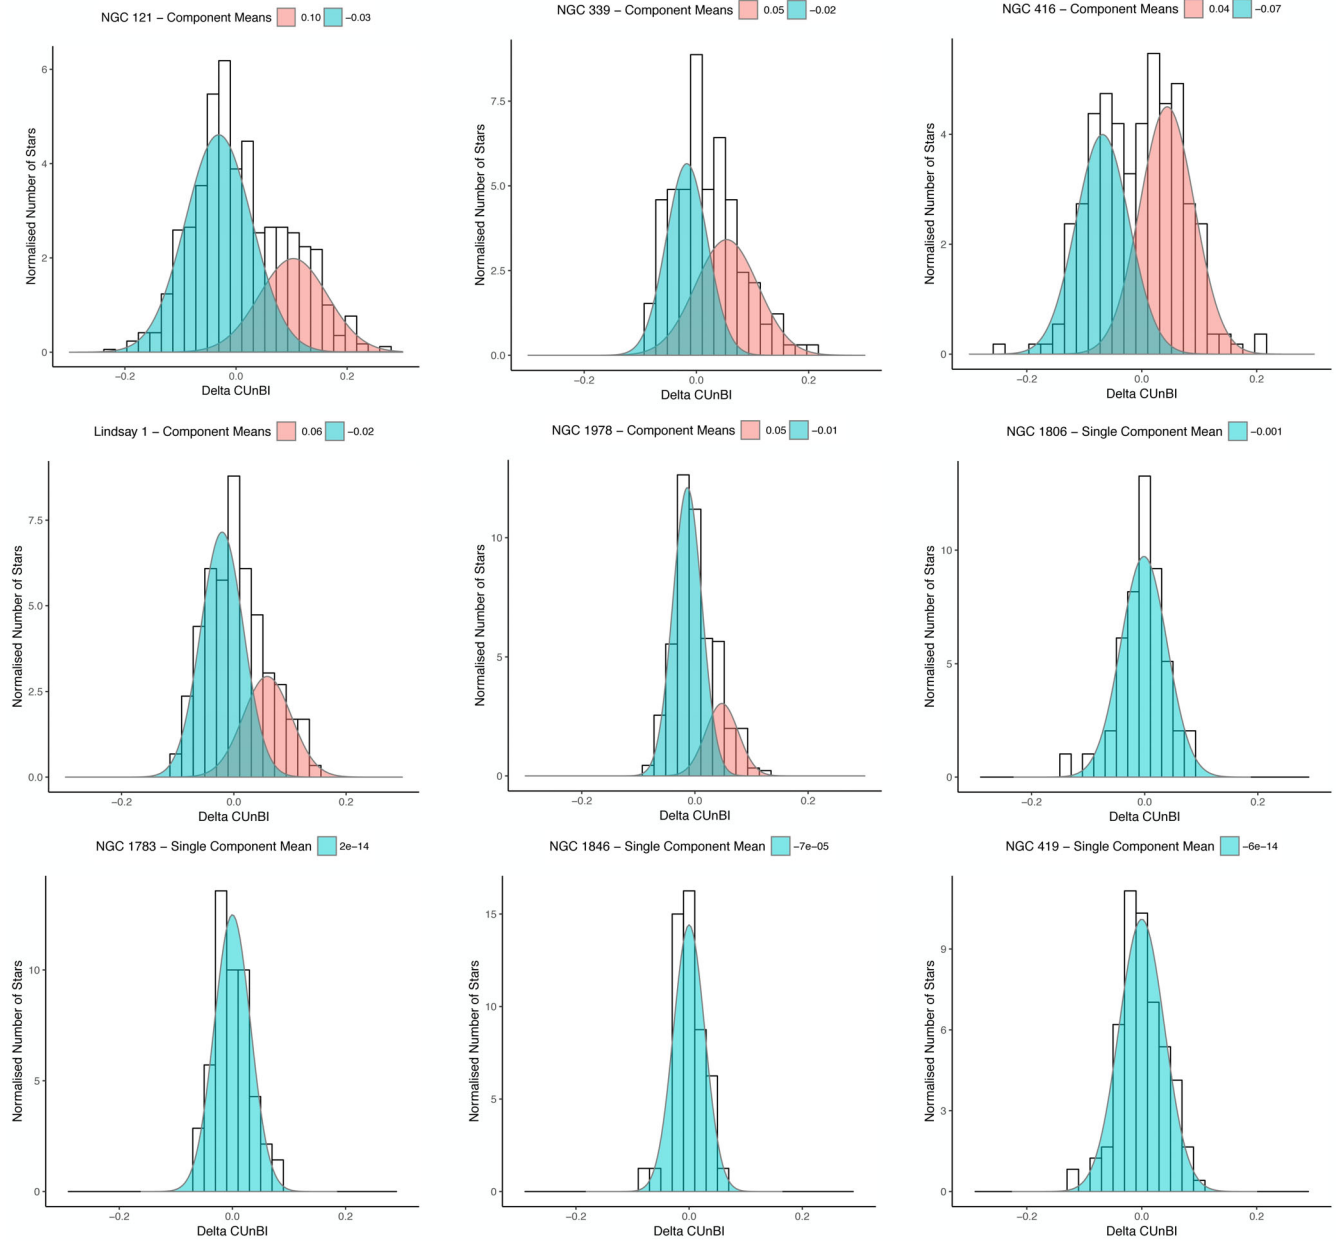 NGC 121 – Component Means 0.10 −0.03
Normalised Number of Stars
6
4
2
0
−0.2 0.0 0.2
Delta CUnBI
NGC 339 – Component Means 0.05 −0.02
Normalised Number of Stars
7.5
5.0
2.5
0.0
−0.2 0.0 0.2
Delta CUnBI
NGC 416 – Component Means 0.04 −0.07
Normalised Number of Stars
4
2
0
−0.2 0.0 0.2
Delta CUnBI
Lindsay 1 – Component Means 0.06 −0.02
Normalised Number of Stars
7.5
5.0
2.5
0.0
−0.2 0.0 0.2
Delta CUnBI
NGC 1978 – Component Means 0.05 −0.01
Normalised Number of Stars
10
5
0
−0.2 0.0 0.2
Delta CUnBI
NGC 1806 – Single Component Mean −0.001
Normalised Number of Stars
10
5
0
−0.2 0.0 0.2
Delta CUnBI
NGC 1783 – Single Component Mean 2e−14
Normalised Number of Stars
10
5
0
−0.2 0.0 0.2
Delta CUnBI
NGC 1846 – Single Component Mean −7e−05
Normalised Number of Stars
15
10
5
0
−0.2 0.0 0.2
Delta CUnBI
NGC 419 – Single Component Mean −6e−14
Normalised Number of Stars
9
6
3
0
−0.2 0.0 0.2
Delta CUnBI